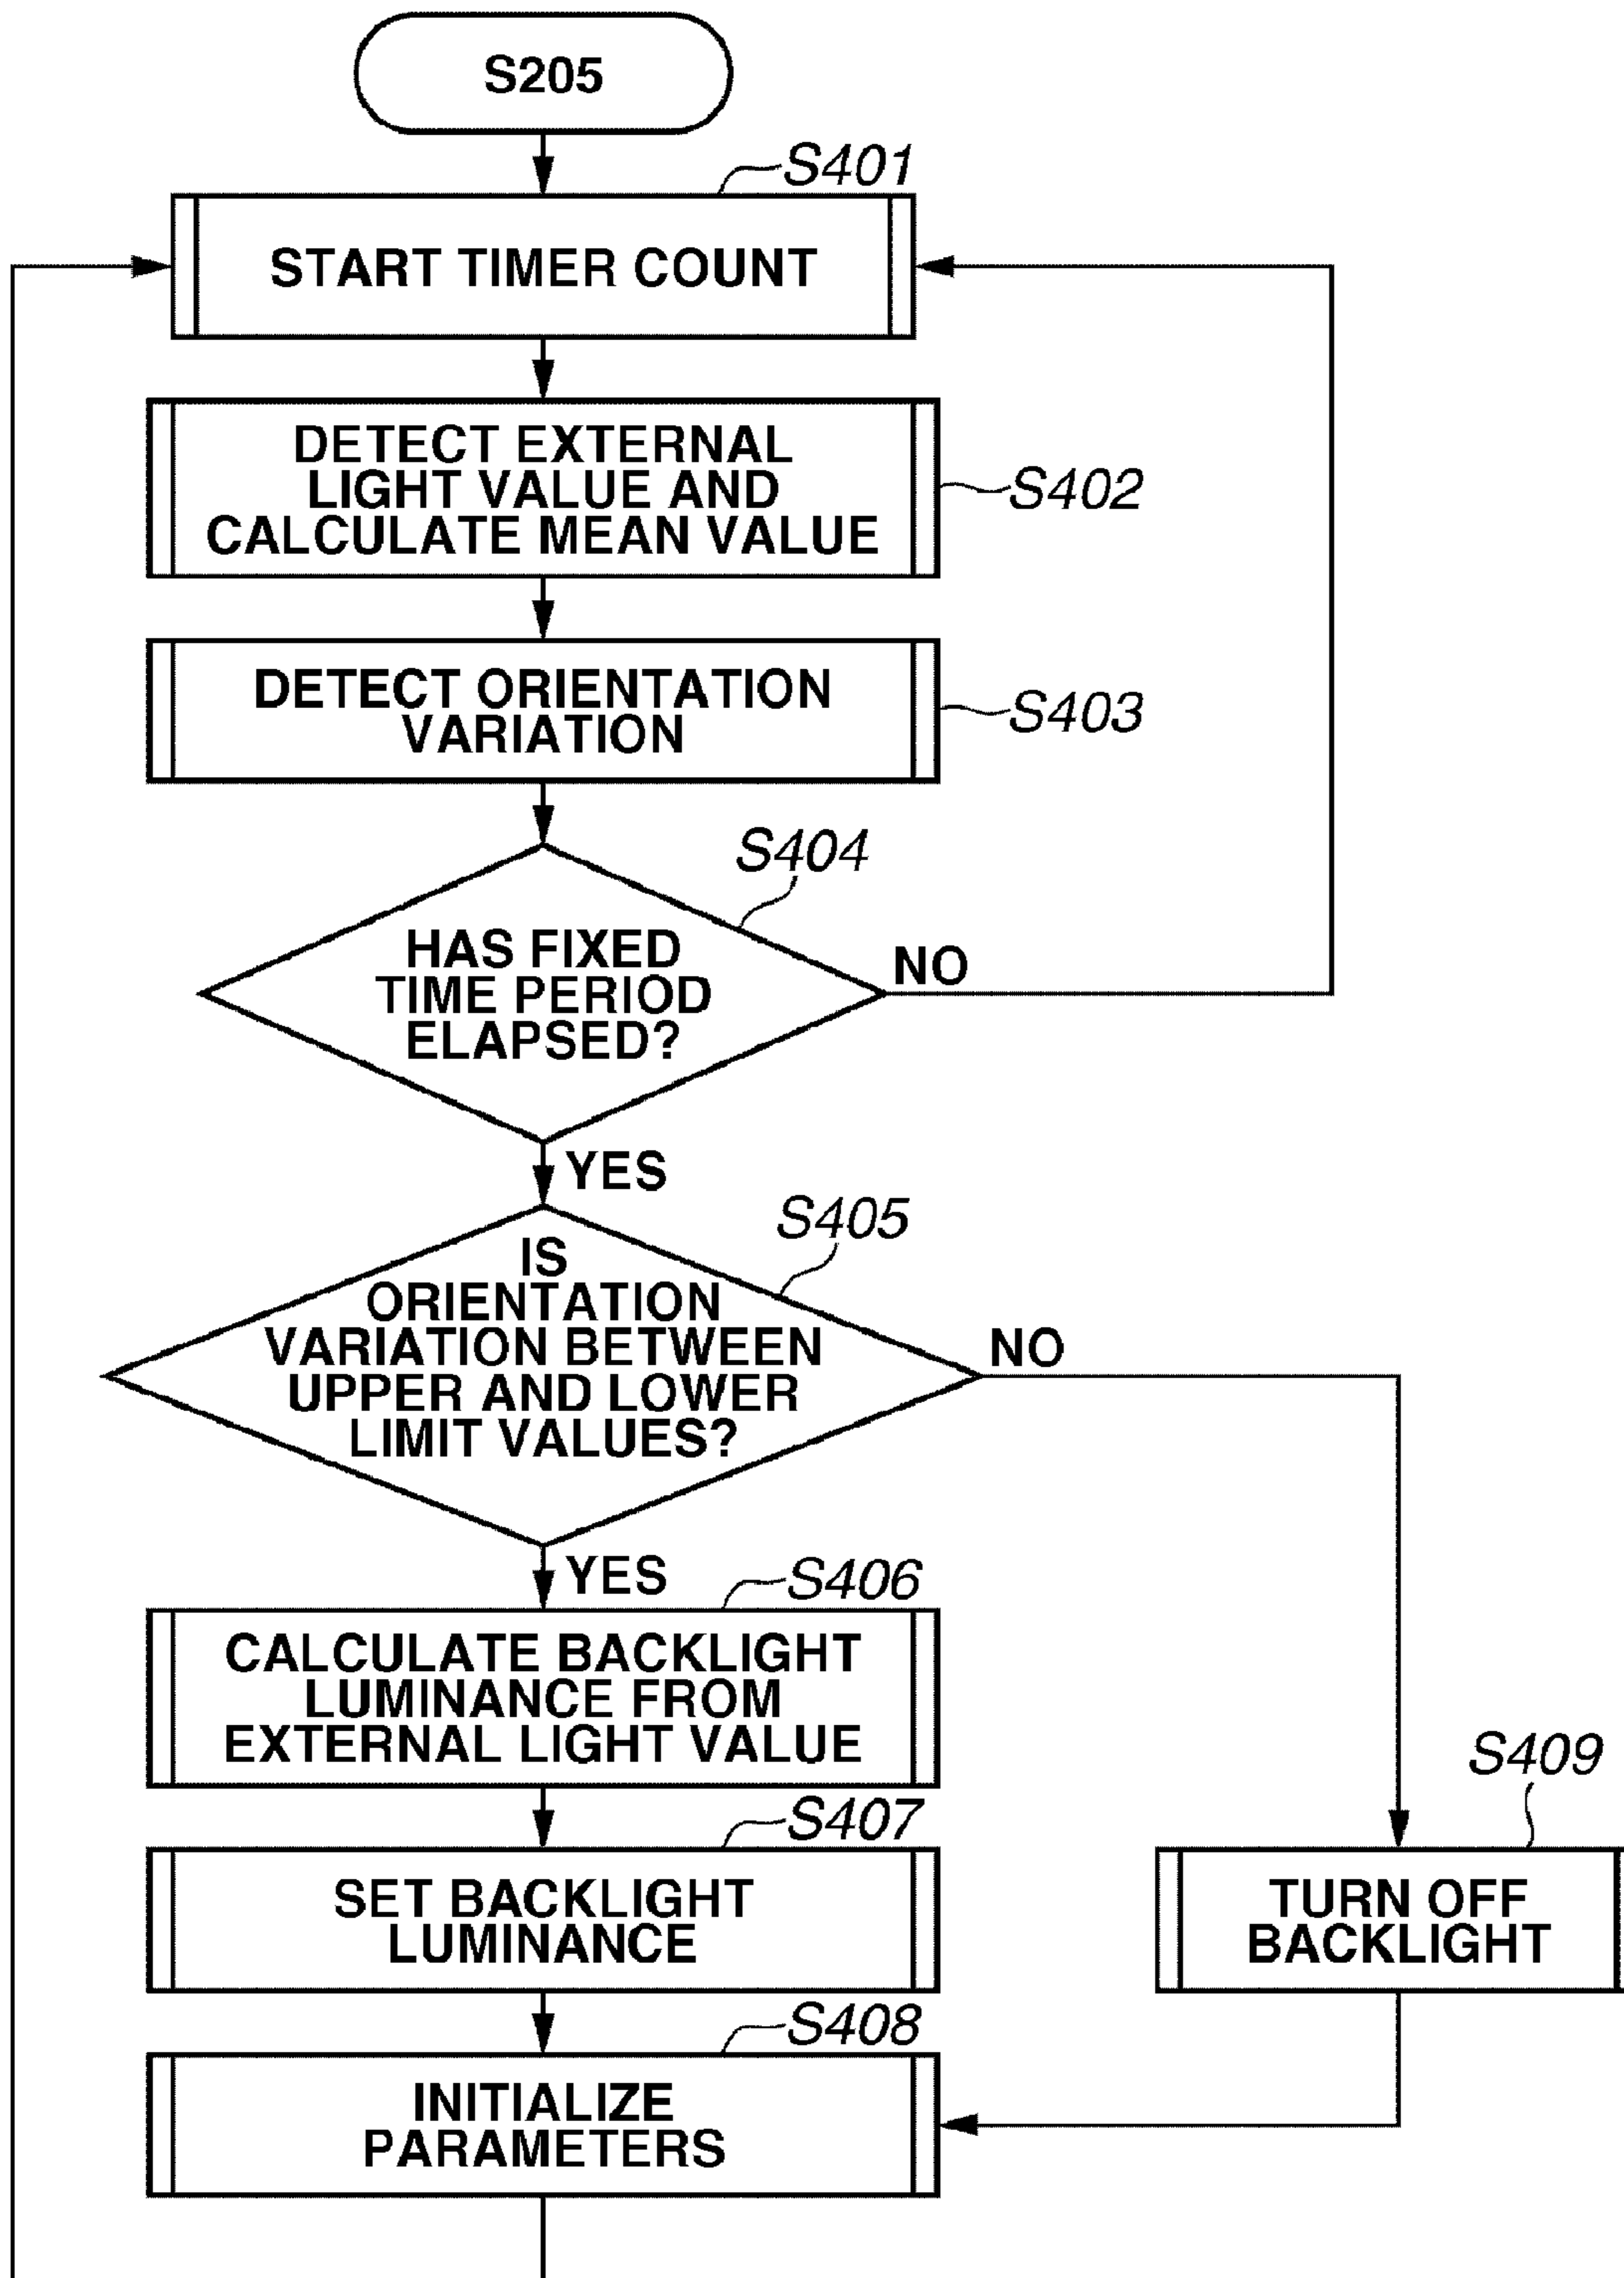 S205
S401
START TIMER COUNT
DETECT EXTERNAL
LIGHT VALUE AND
CALCULATE MEAN VALUE
S402
DETECT ORIENTATION
VARIATION
S403
S404
HAS FIXED
TIME PERIOD
ELAPSED?
NO
YES
S405
IS
ORIENTATION
VARIATION BETWEEN
UPPER AND LOWER
LIMIT VALUES?
NO
YES
S406
CALCULATE BACKLIGHT
LUMINANCE FROM
EXTERNAL LIGHT VALUE
S407
SET BACKLIGHT
LUMINANCE
S409
TURN OFF
BACKLIGHT
S408
INITIALIZE
PARAMETERS